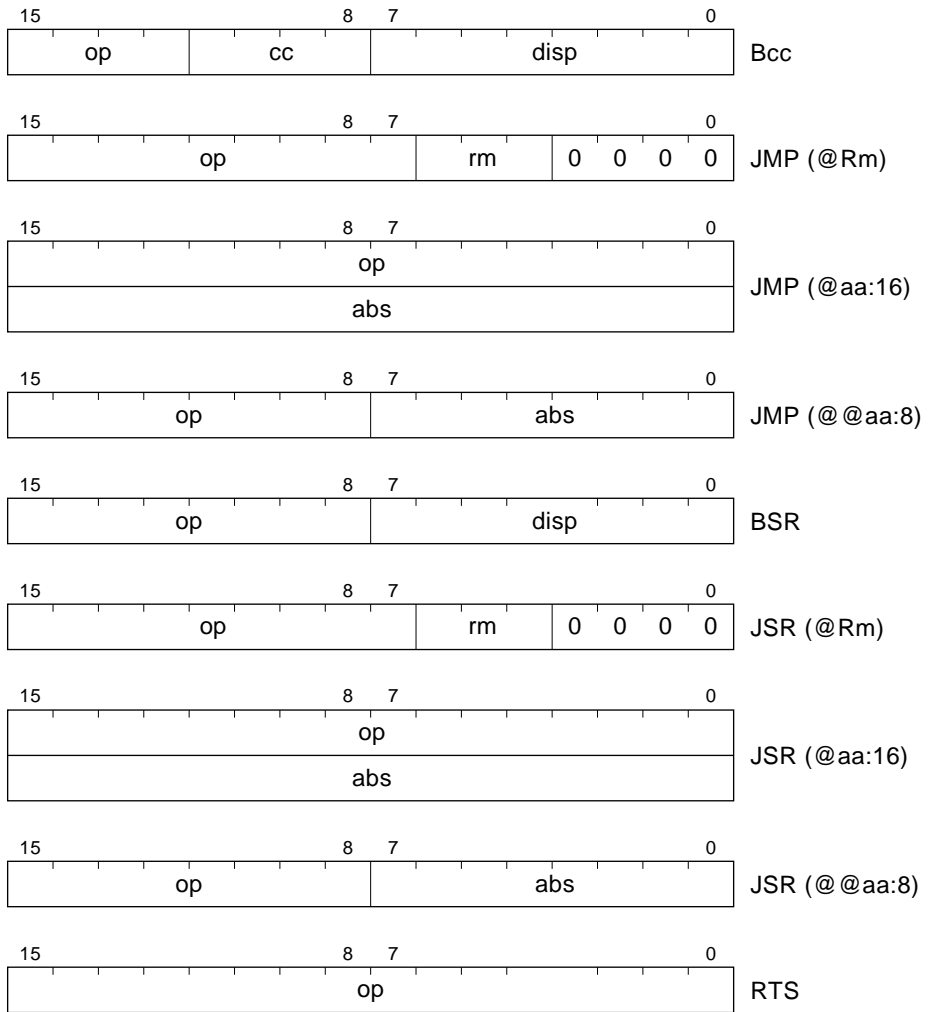 15 8 7 0
op cc disp Bcc
15 8 7 0
op rm 0 0 0 0 JMP (@Rm)
15 8 7 0
op
JMP (@aa:16)
abs
15 8 7 0
op abs JMP (@@aa:8)
15 8 7 0
op disp BSR
15 8 7 0
op rm 0 0 0 0 JSR (@Rm)
15 8 7 0
op
JSR (@aa:16)
abs
15 8 7 0
op abs JSR (@@aa:8)
15 8 7 0
op RTS